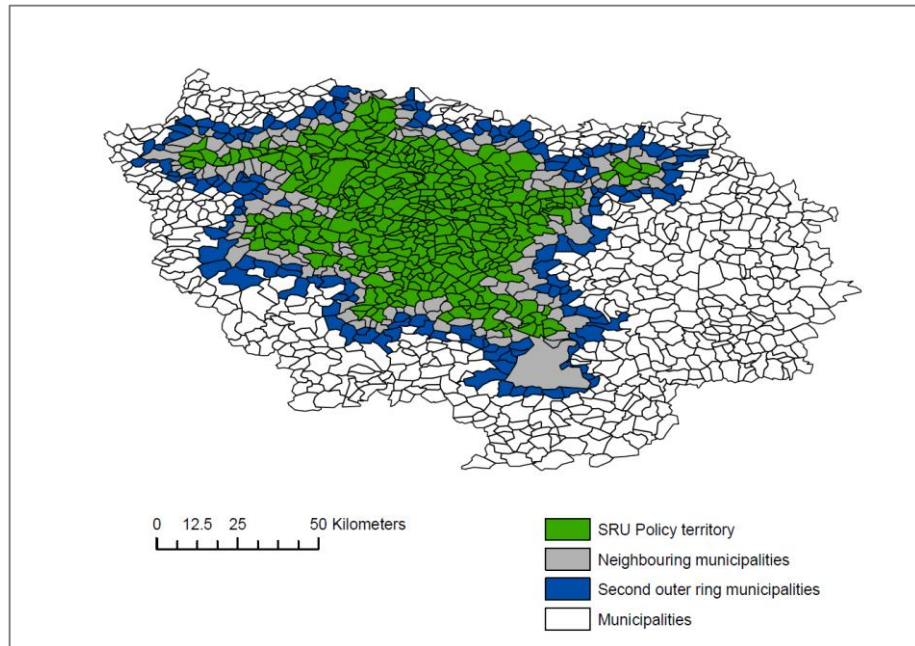 0 12.5 25 50 Kilometers
SRU Policy territory
Neighbouring municipalities
Second outer ring municipalities
Municipalities